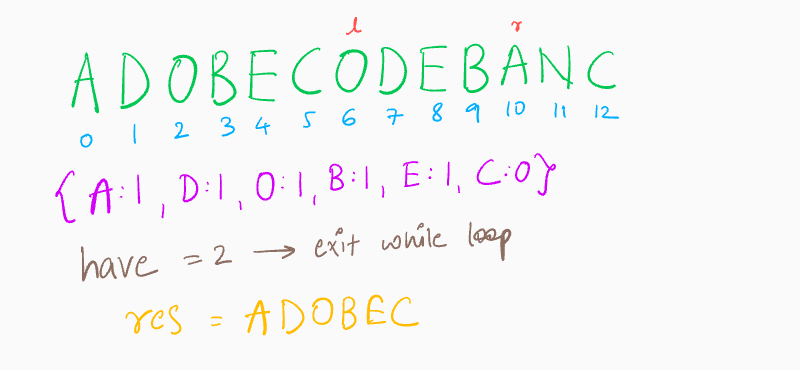 l r
A D O B E C O D E B A N C
0 1 2 3 4 5 6 7 8 9 10 11 12
{A:1, D:1, O:1, B:1, E:1, C:0}
have = 2 → exit while loop
res = ADOBEC